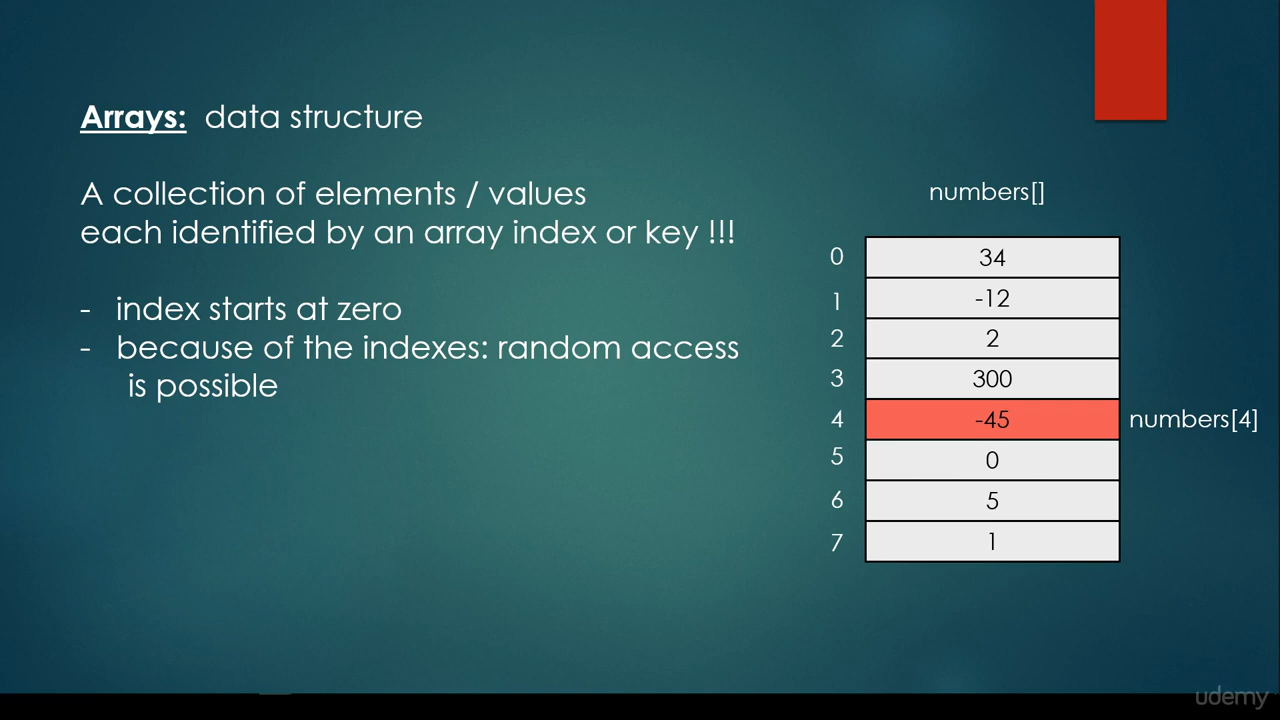 Arrays: data structure
A collection of elements / values
each identified by an array index or key !!!
- index starts at zero
- because of the indexes: random access
is possible
numbers[]
0 34
1 -12
2 2
3 300
4 -45 numbers[4]
5 0
6 5
7 1
udemy